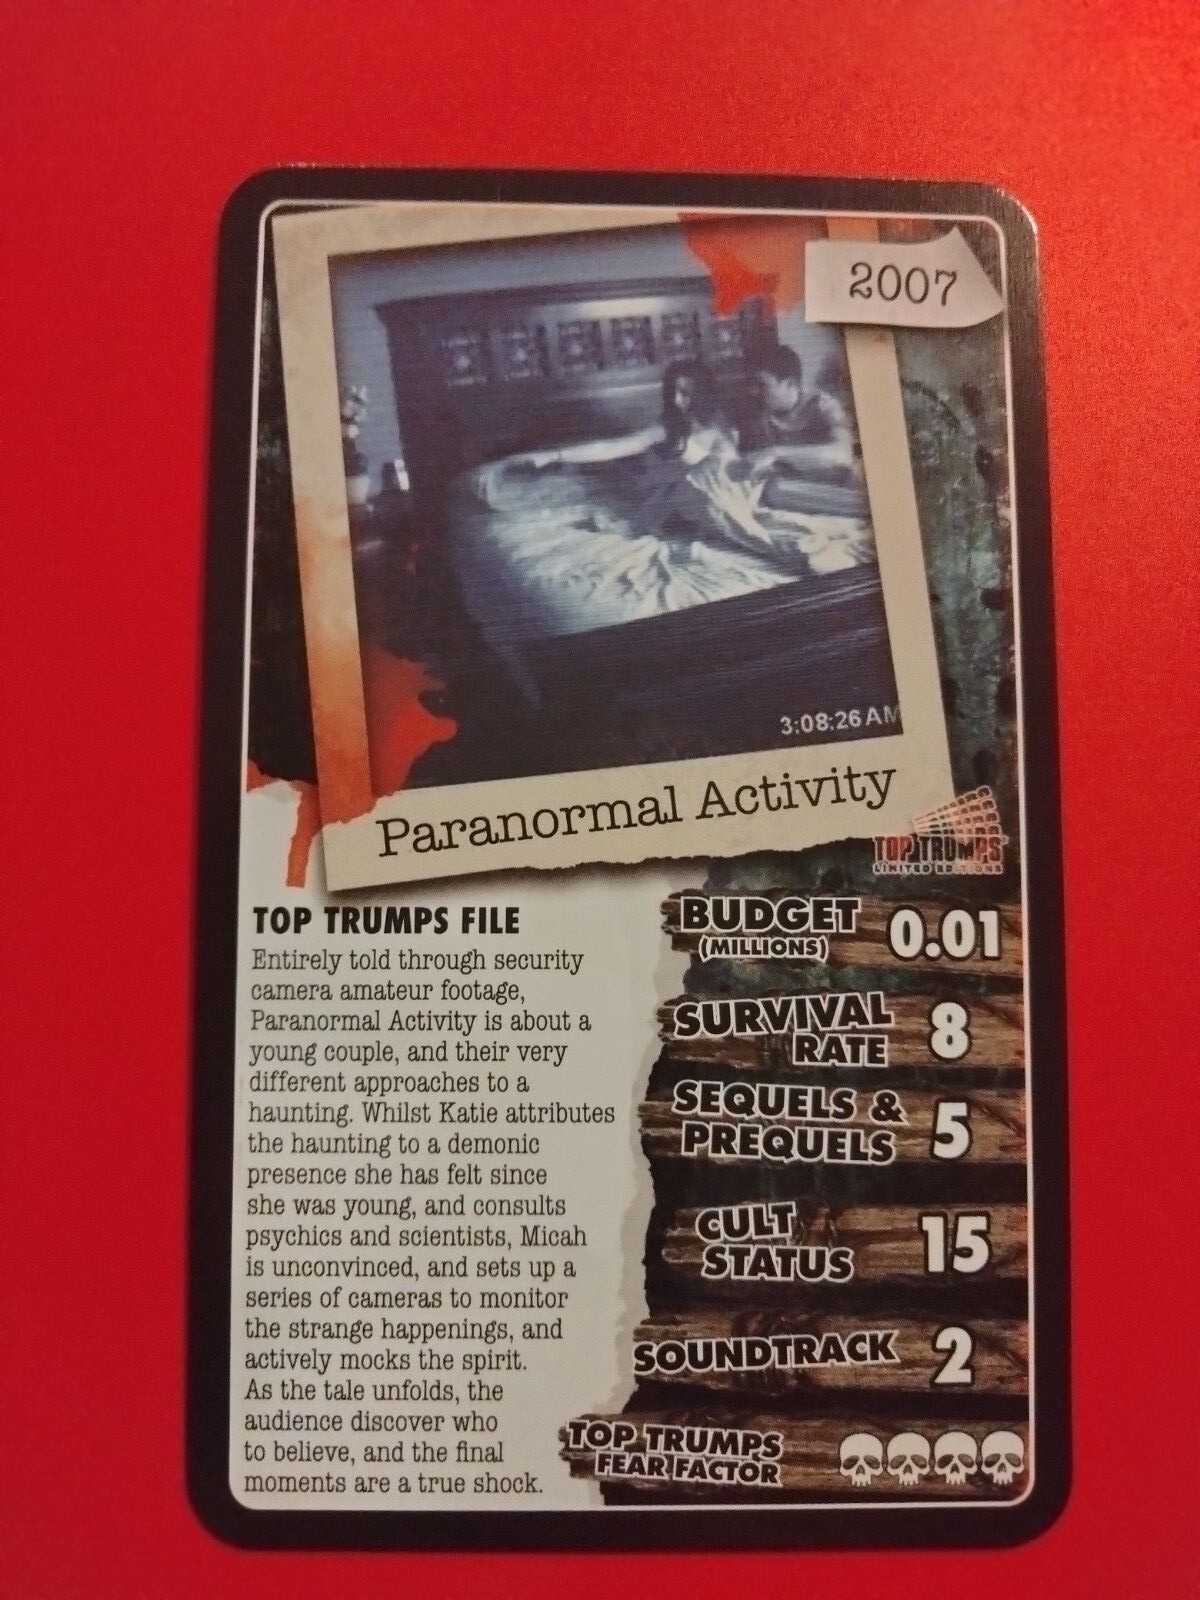 2007
3:08:26 AM
Paranormal Activity
TOP TRUMPS
LIMITED EDITIONS
TOP TRUMPS FILE
Entirely told through security
camera amateur footage,
Paranormal Activity is about a
young couple, and their very
different approaches to a
haunting. Whilst Katie attributes
the haunting to a demonic
presence she has felt since
she was young, and consults
psychics and scientists, Micah
is unconvinced, and sets up a
series of cameras to monitor
the strange happenings, and
actively mocks the spirit.
As the tale unfolds, the
audience discover who
to believe, and the final
moments are a true shock.
BUDGET 0.01
(MILLIONS)
SURVIVAL
RATE 8
SEQUELS &
PREQUELS 5
CULT
STATUS 15
SOUNDTRACK 2
TOP TRUMPS
FEAR FACTOR